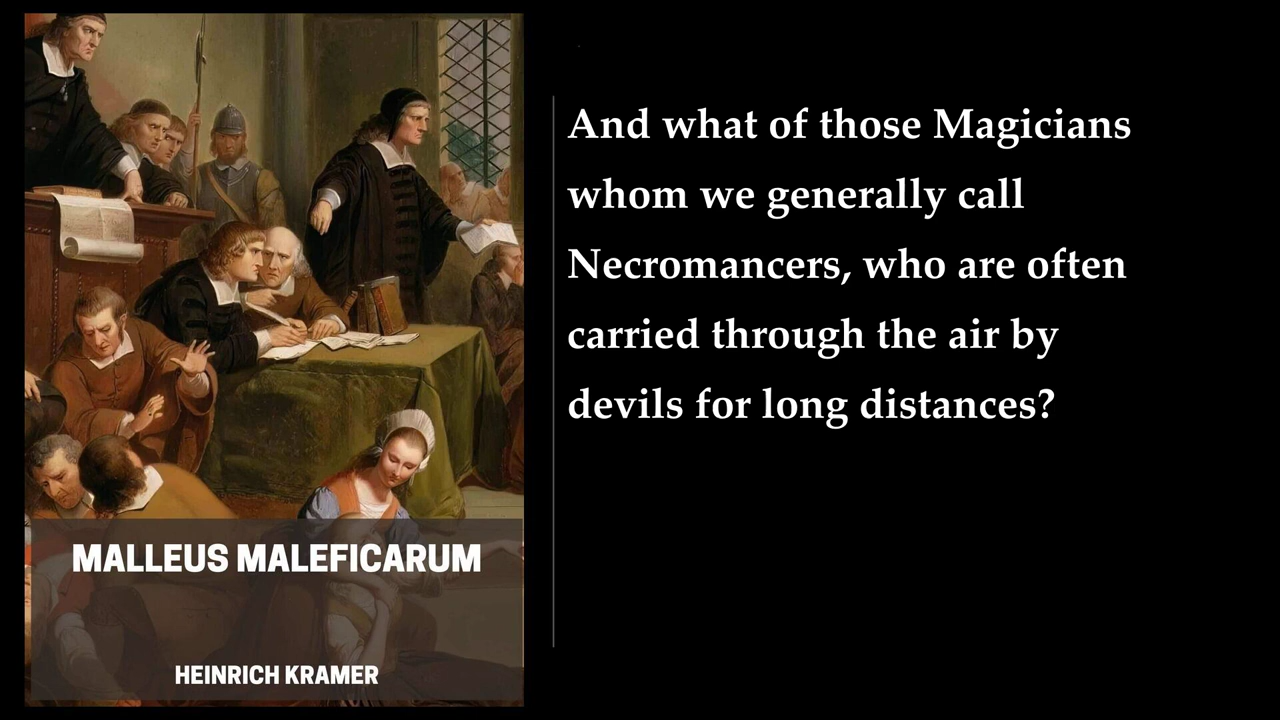 MALLEUS MALEFICARUM
HEINRICH KRAMER
And what of those Magicians
whom we generally call
Necromancers, who are often
carried through the air by
devils for long distances?